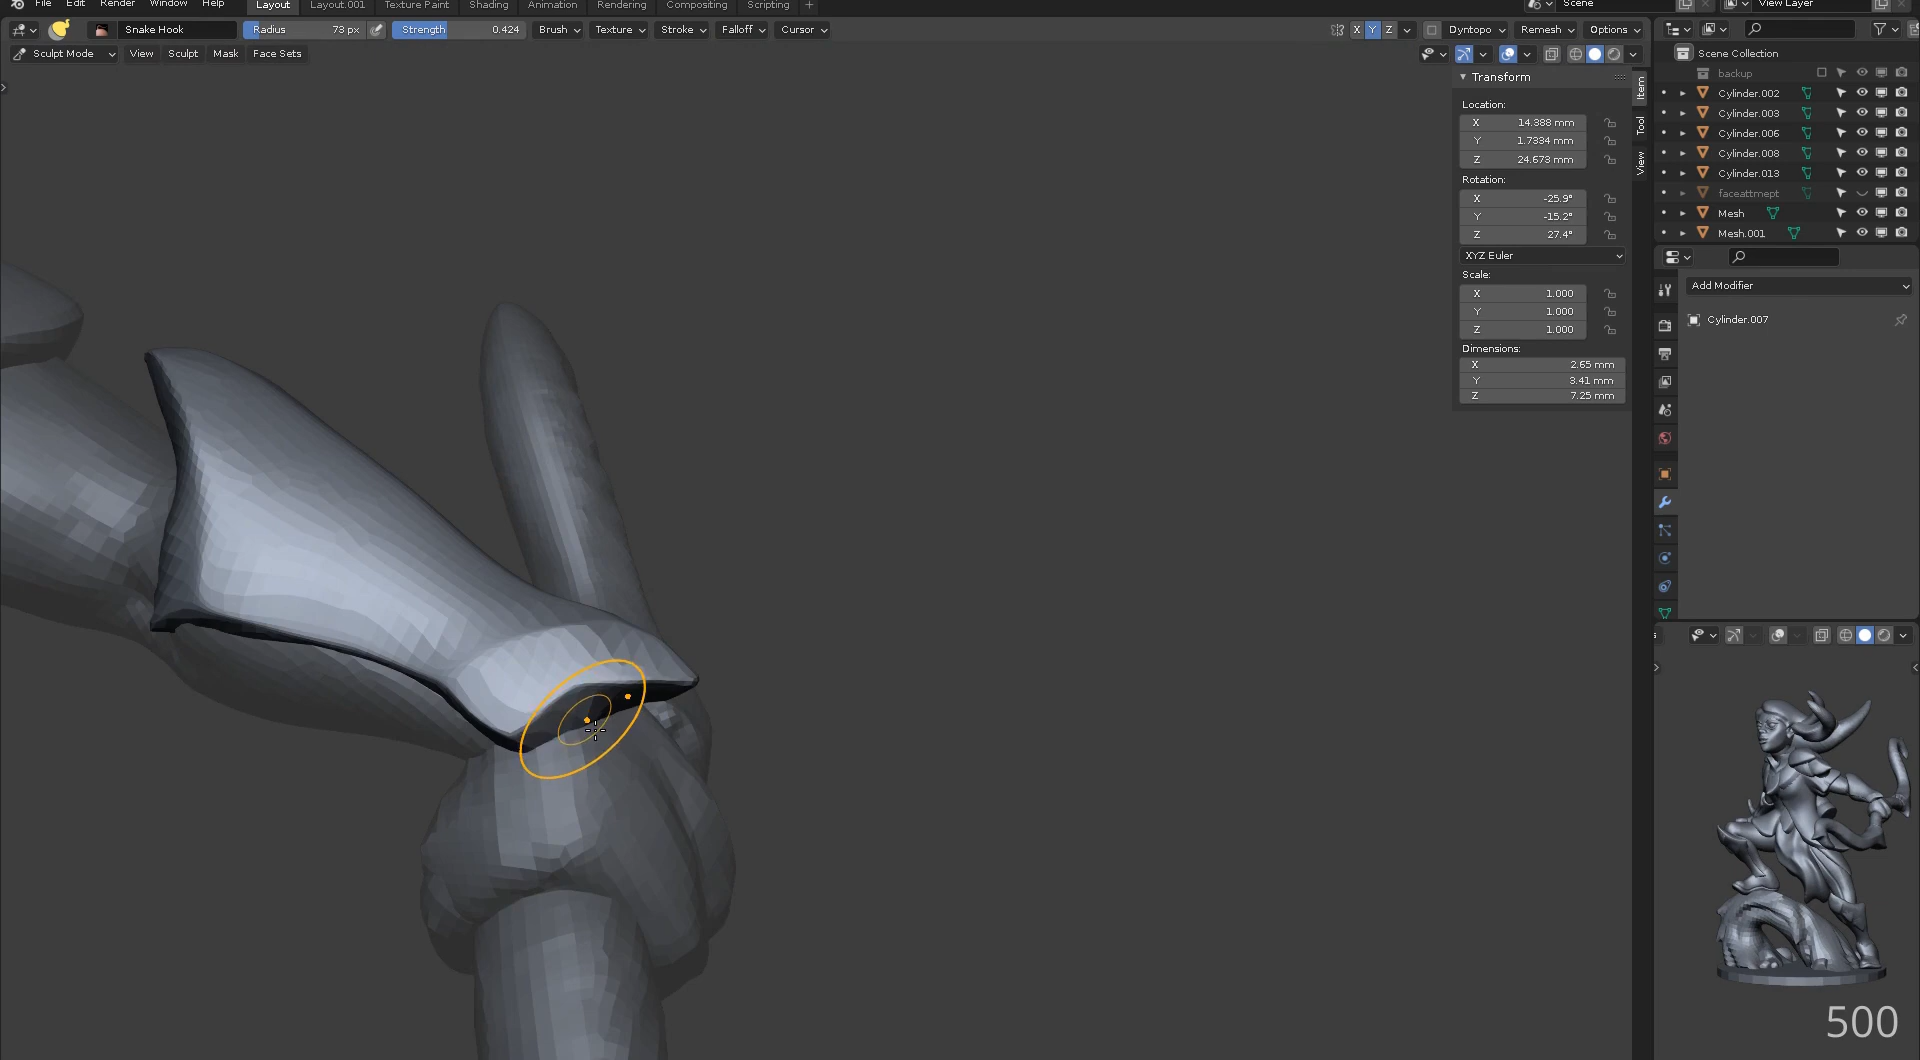 File Edit Render Window Help Layout Layout.001 Texture Paint Shading Animation Rendering Compositing Scripting + Scene View Layer
Snake Hook Radius 73 px Strength 0.424 Brush Texture Stroke Falloff Cursor X Y Z Dyntopo Remesh Options
Sculpt Mode View Sculpt Mask Face Sets
Transform
Location:
X 14.388 mm
Y 1.7334 mm
Z 24.673 mm
Rotation:
X -25.9°
Y -15.2°
Z 27.4°
XYZ Euler
Scale:
X 1.000
Y 1.000
Z 1.000
Dimensions:
X 2.65 mm
Y 3.41 mm
Z 7.25 mm
Item
Tool
View
Scene Collection
backup
Cylinder.002
Cylinder.003
Cylinder.006
Cylinder.008
Cylinder.013
faceattmept
Mesh
Mesh.001
Add Modifier
Cylinder.007
500